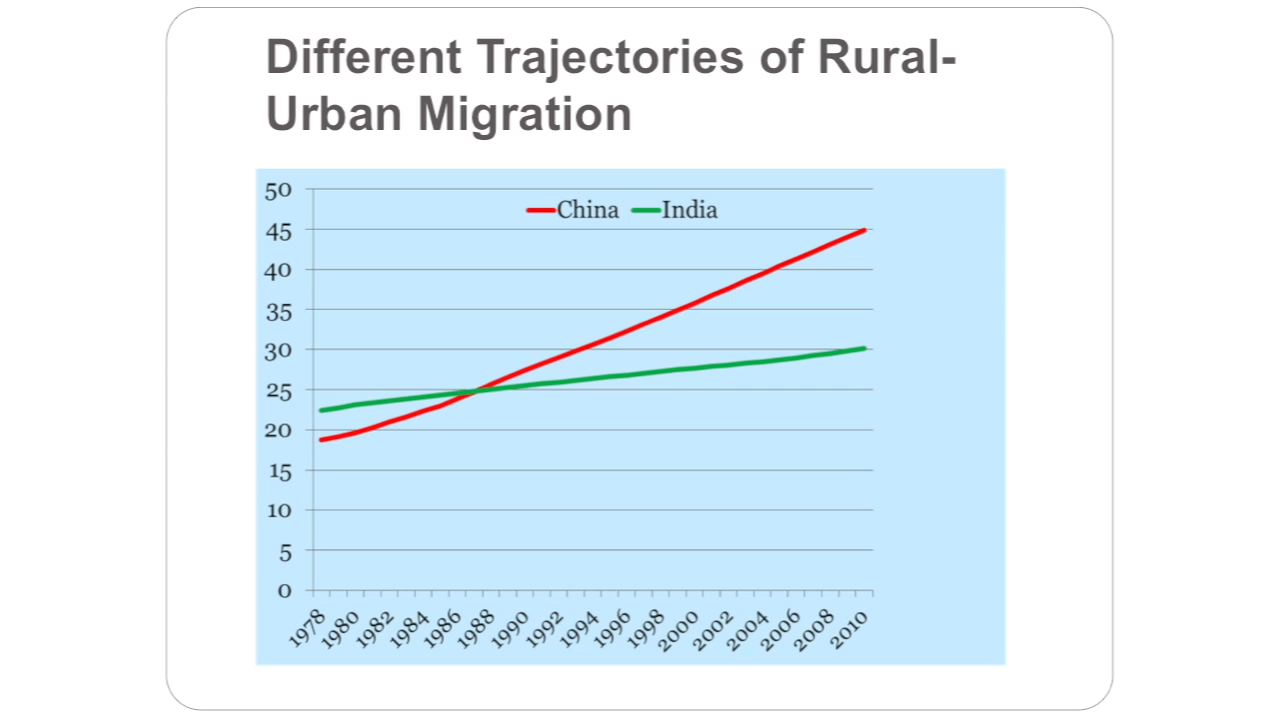 Different Trajectories of Rural-
Urban Migration
China India
50
45
40
35
30
25
20
15
10
5
0
1978 1980 1982 1984 1986 1988 1990 1992 1994 1996 1998 2000 2002 2004 2006 2008 2010